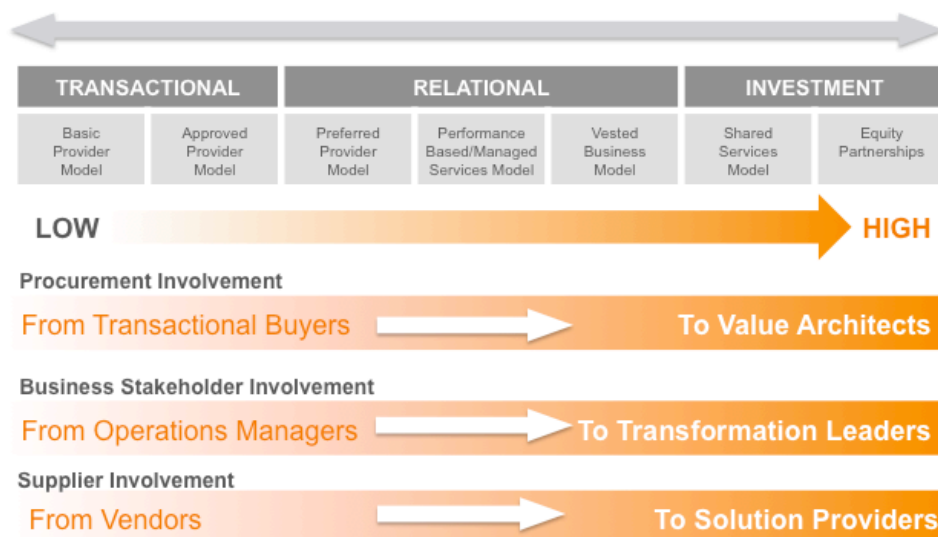 TRANSACTIONAL RELATIONAL INVESTMENT
Basic Provider Model
Approved Provider Model
Preferred Provider Model
Performance Based/Managed Services Model
Vested Business Model
Shared Services Model
Equity Partnerships
LOW HIGH
Procurement Involvement
From Transactional Buyers To Value Architects
Business Stakeholder Involvement
From Operations Managers To Transformation Leaders
Supplier Involvement
From Vendors To Solution Providers